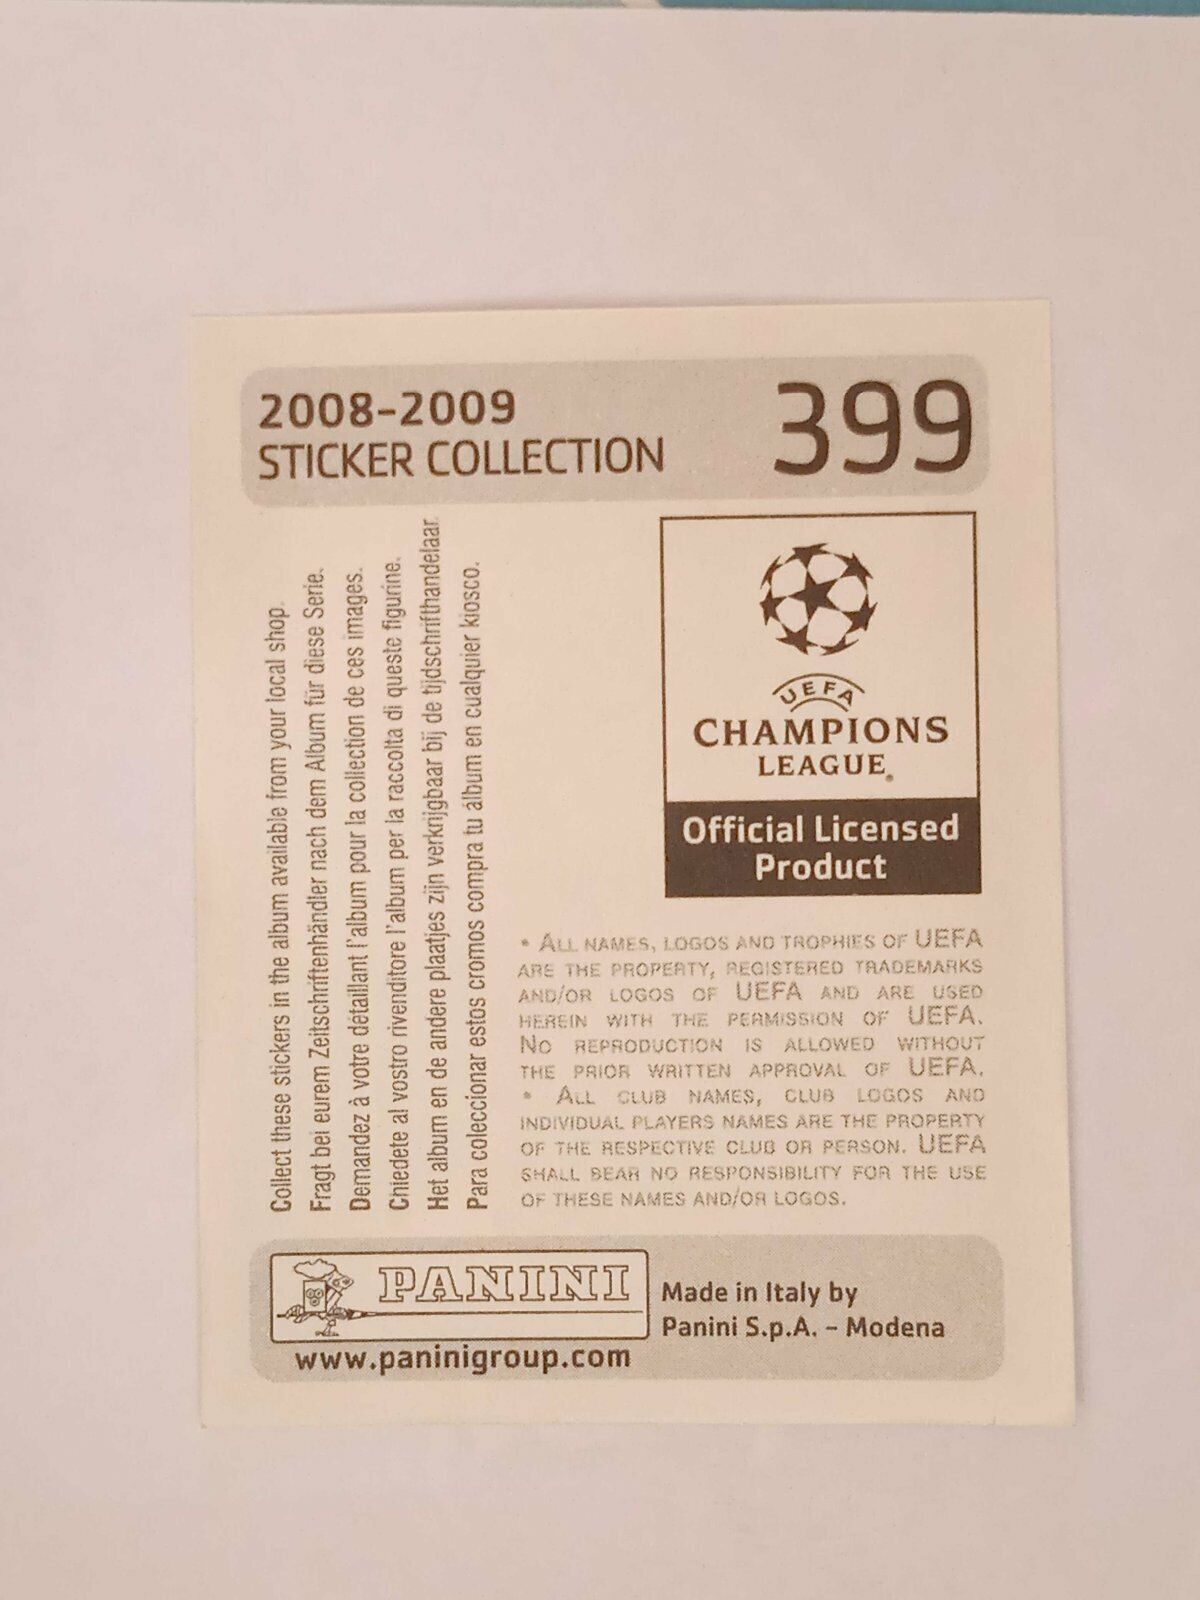 2008-2009
STICKER COLLECTION
399
Collect these stickers in the album available from your local shop.
Fragt bei eurem Zeitschriftenhändler nach dem Album für diese Serie.
Demandez à votre détaillant l'album pour la collection de ces images.
Chiedete al vostro rivenditore l'album per la raccolta di queste figurine.
Het album en de andere plaatjes zijn verkrijgbaar bij de tijdschrifthandelaar.
Para coleccionar estos cromos compra tu álbum en cualquier kiosco.
UEFA
CHAMPIONS
LEAGUE®
Official Licensed
Product
• ALL NAMES, LOGOS AND TROPHIES OF UEFA
ARE THE PROPERTY, REGISTERED TRADEMARKS
AND/OR LOGOS OF UEFA AND ARE USED
HEREIN WITH THE PERMISSION OF UEFA.
NO REPRODUCTION IS ALLOWED WITHOUT
THE PRIOR WRITTEN APPROVAL OF UEFA.
• ALL CLUB NAMES, CLUB LOGOS AND
INDIVIDUAL PLAYERS NAMES ARE THE PROPERTY
OF THE RESPECTIVE CLUB OR PERSON. UEFA
SHALL BEAR NO RESPONSIBILITY FOR THE USE
OF THESE NAMES AND/OR LOGOS.
PANINI
www.paninigroup.com
Made in Italy by
Panini S.p.A. – Modena